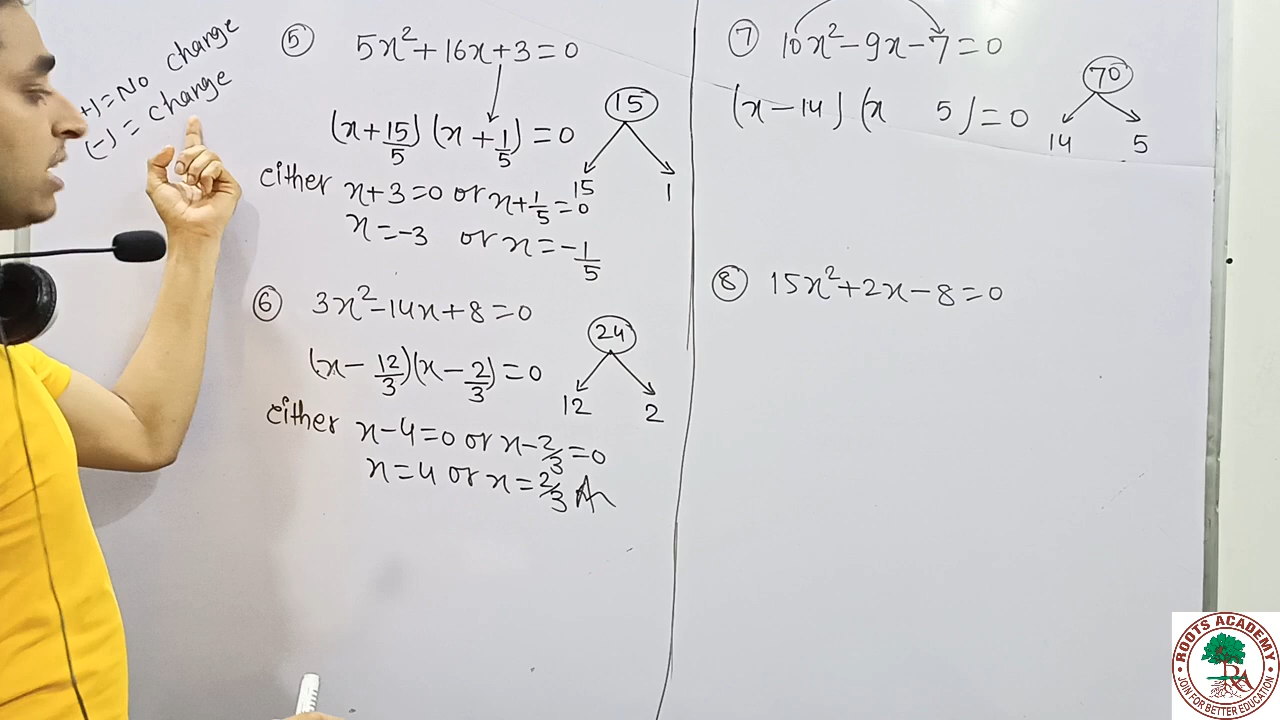 +) = No change
(-) = change
⑤ 5x² + 16x + 3 = 0
15
(x + 15/5) (x + 1/5) = 0
15 1
either x + 3 = 0 or x + 1/5 = 0
x = -3 or x = -1/5
⑥ 3x² - 14x + 8 = 0
24
(x - 12/3)(x - 2/3) = 0
12 2
either x - 4 = 0 or x - 2/3 = 0
x = 4 or x = 2/3
⑦ 10x² - 9x - 7 = 0
70
(x - 14) (x 5) = 0
14 5
⑧ 15x² + 2x - 8 = 0
ROOTS ACADEMY
RA
JOIN FOR BETTER EDUCATION